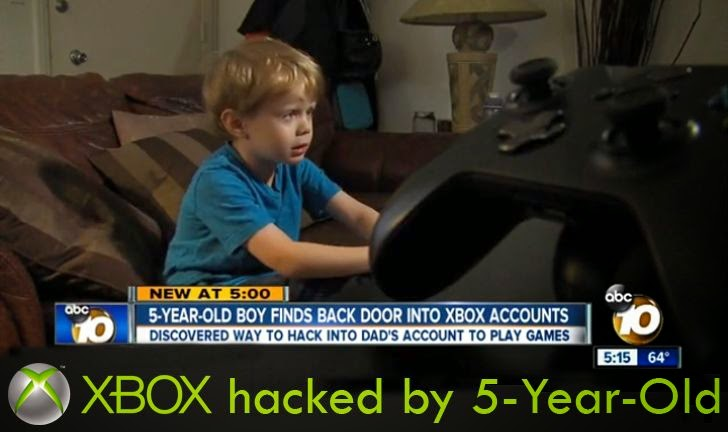 NEW AT 5:00
abc 10
5-YEAR-OLD BOY FINDS BACK DOOR INTO XBOX ACCOUNTS
DISCOVERED WAY TO HACK INTO DAD'S ACCOUNT TO PLAY GAMES
abc
10
5:15 64°
XBOX hacked by 5-Year-Old